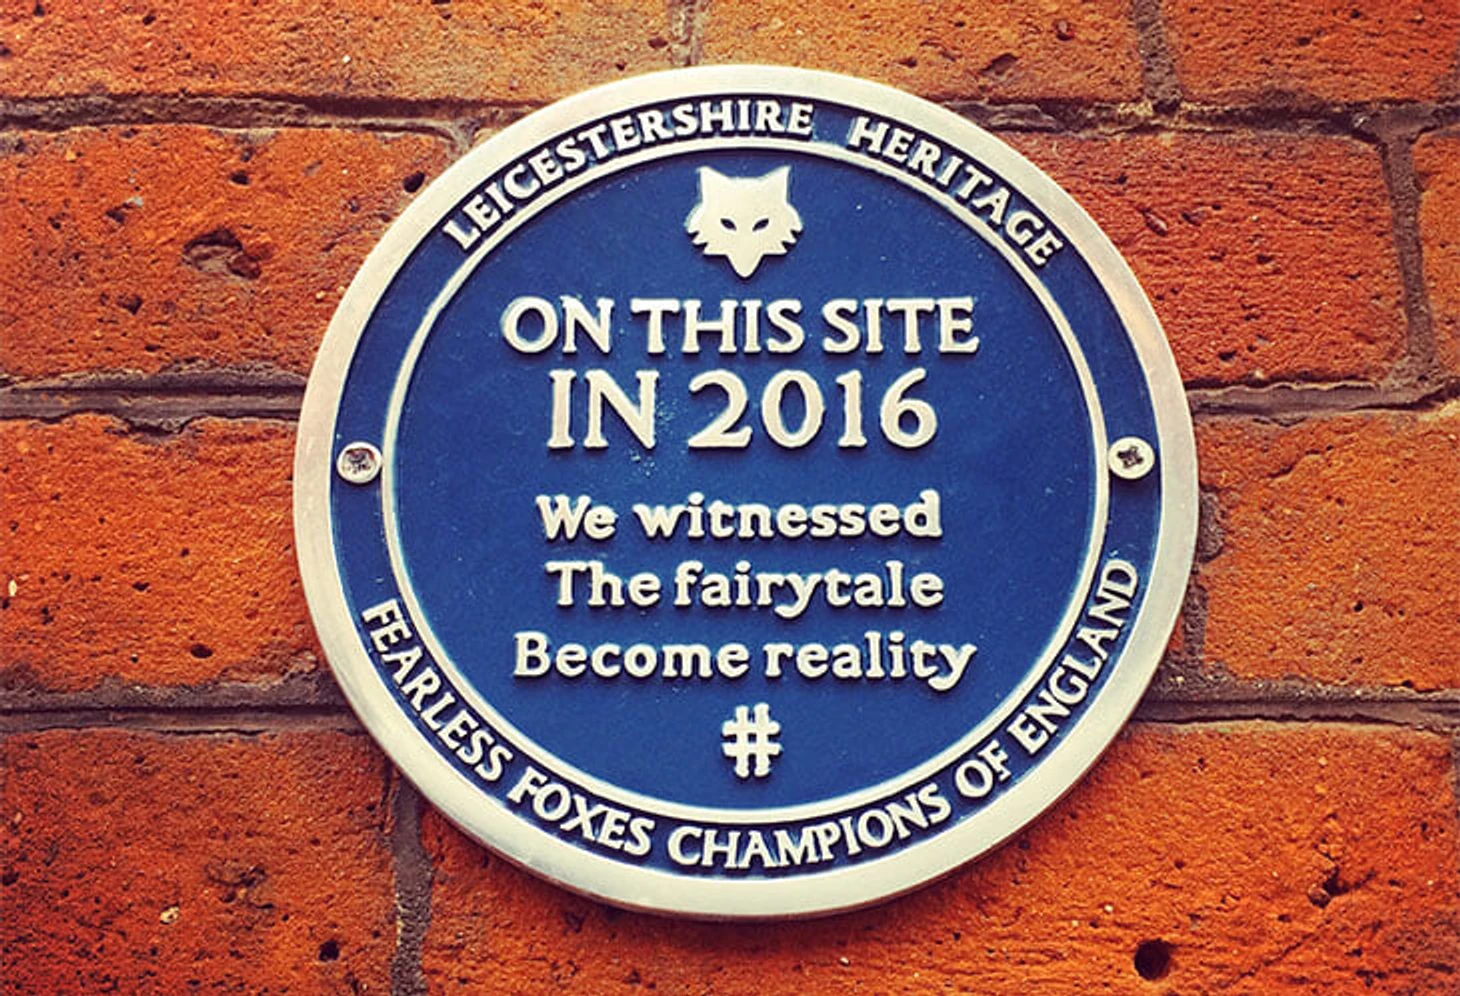 LEICESTERSHIRE HERITAGE
ON THIS SITE
IN 2016
We witnessed
The fairytale
Become reality
#
FEARLESS FOXES CHAMPIONS OF ENGLAND